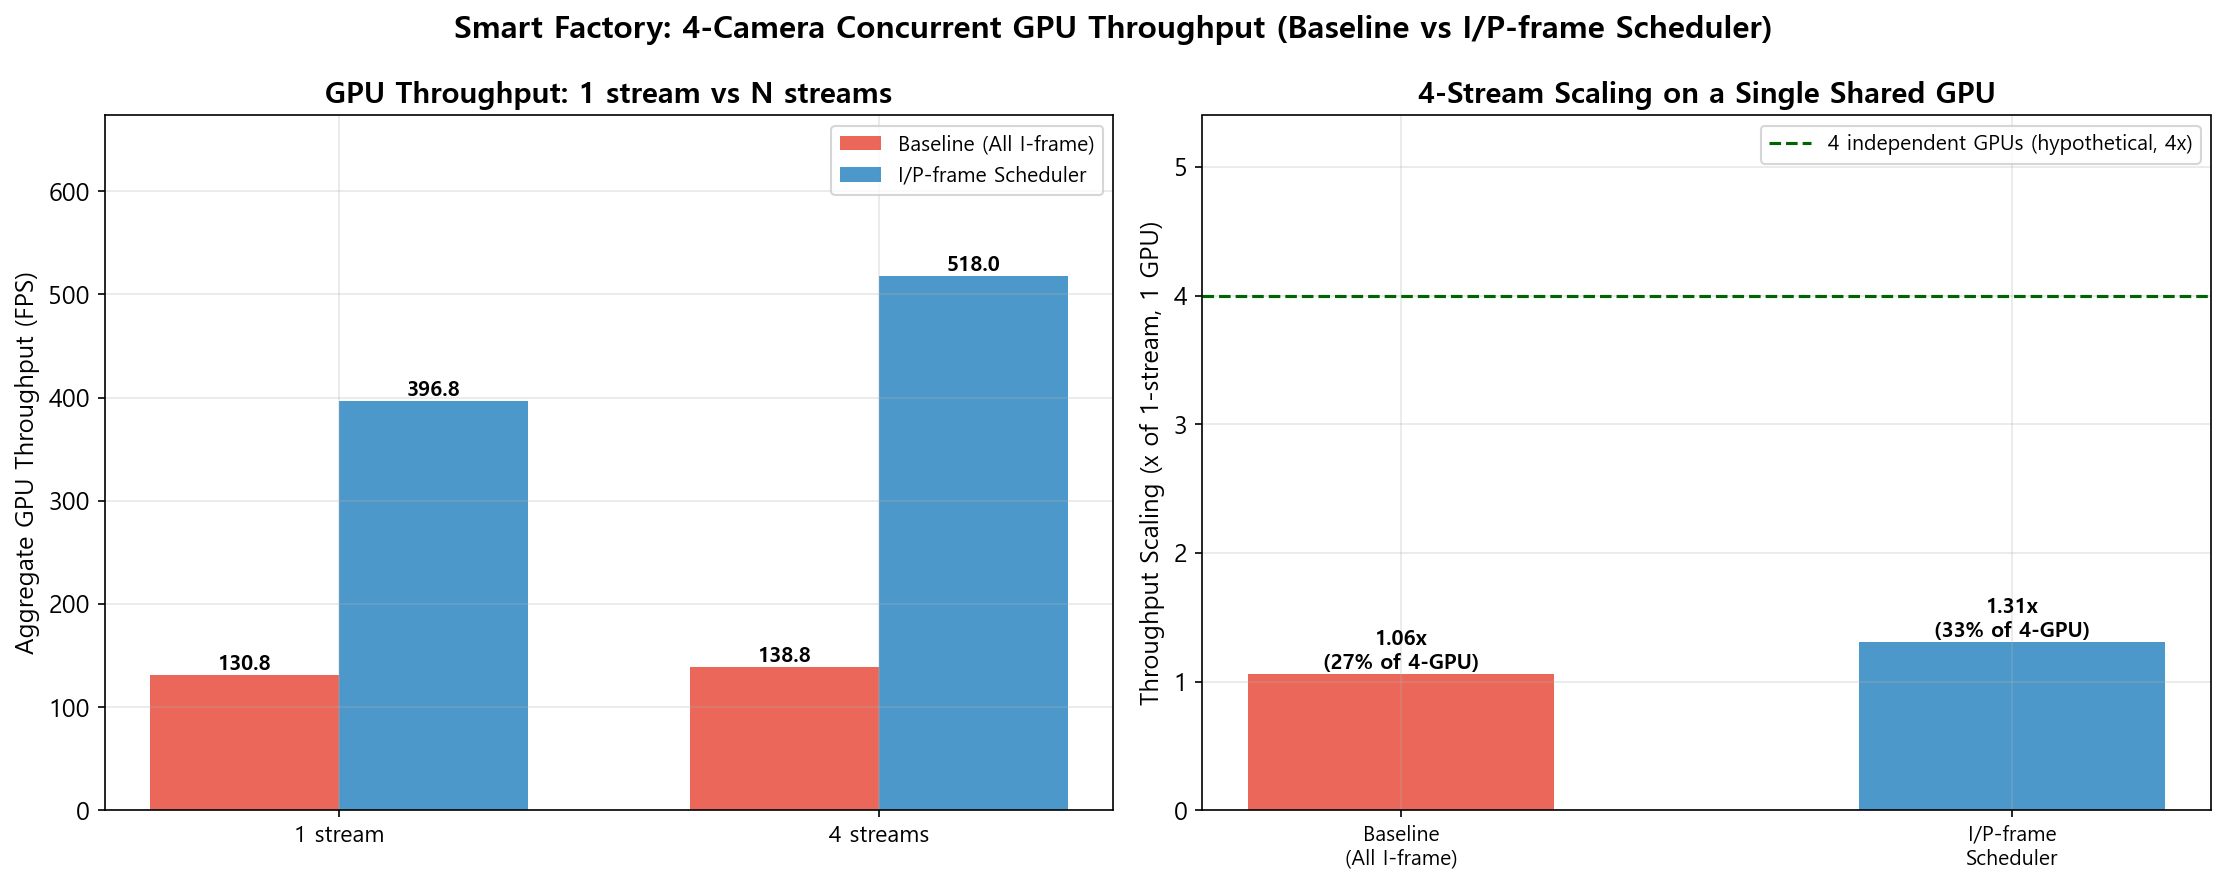 Smart Factory: 4-Camera Concurrent GPU Throughput (Baseline vs I/P-frame Scheduler)
GPU Throughput: 1 stream vs N streams
Aggregate GPU Throughput (FPS)
600
500
400
300
200
100
0
Baseline (All I-frame)
I/P-frame Scheduler
130.8
396.8
138.8
518.0
1 stream
4 streams
4-Stream Scaling on a Single Shared GPU
Throughput Scaling (x of 1-stream, 1 GPU)
5
4
3
2
1
0
4 independent GPUs (hypothetical, 4x)
1.06x
(27% of 4-GPU)
1.31x
(33% of 4-GPU)
Baseline
(All I-frame)
I/P-frame
Scheduler